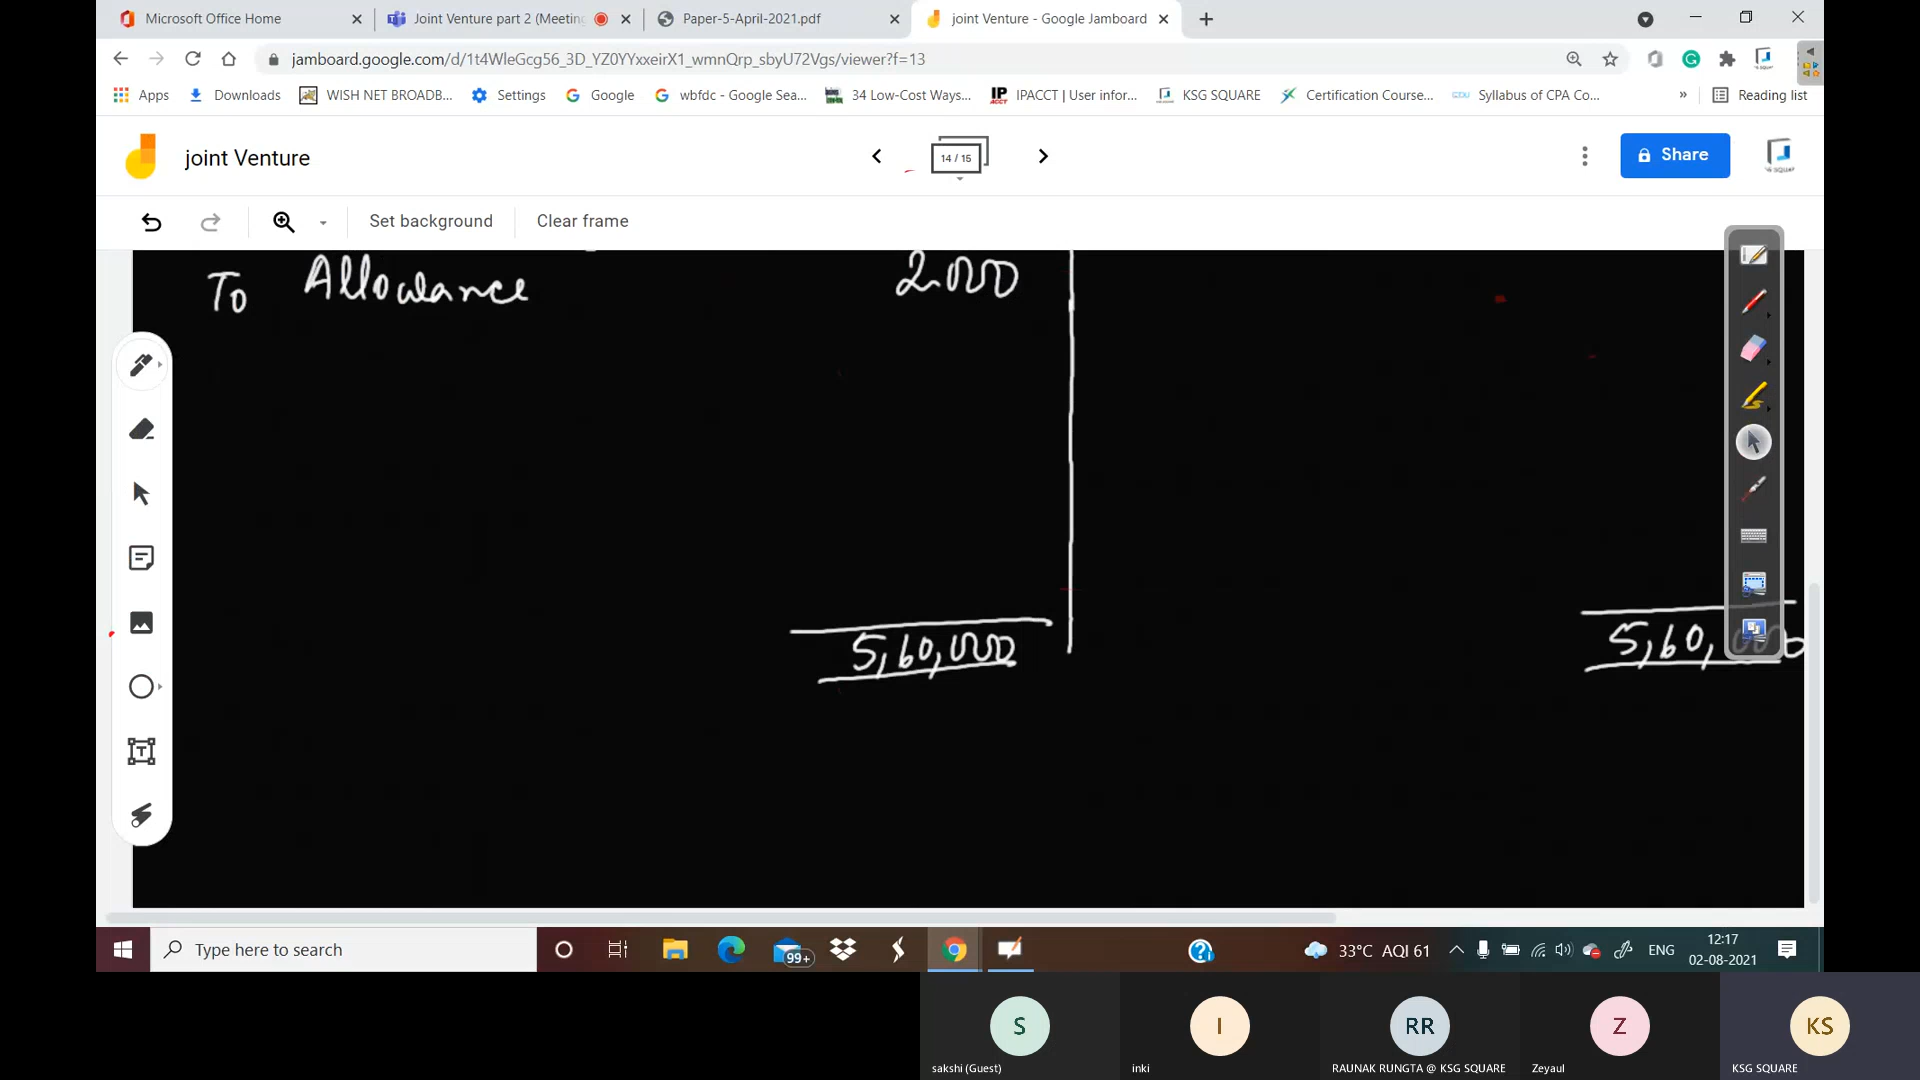 Microsoft Office Home
Joint Venture part 2 (Meeting
Paper-5-April-2021.pdf
joint Venture - Google Jamboard
jamboard.google.com/d/1t4WleGcg56_3D_YZ0YYxxeirX1_wmnQrp_sbyU72Vgs/viewer?f=13
Apps
Downloads
WISH NET BROADB...
Settings
Google
wbfdc - Google Sea...
34 Low-Cost Ways...
IPACCT | User infor...
KSG SQUARE
Certification Course...
Syllabus of CPA Co...
»
Reading list
joint Venture
14 / 15
Share
Set background
Clear frame
To Allowance 2000
5,60,000
5,60,000
Type here to search
99+
33°C AQI 61
ENG
12:17
02-08-2021
S
I
RR
Z
KS
sakshi (Guest)
inki
RAUNAK RUNGTA @ KSG SQUARE
Zeyaul
KSG SQUARE